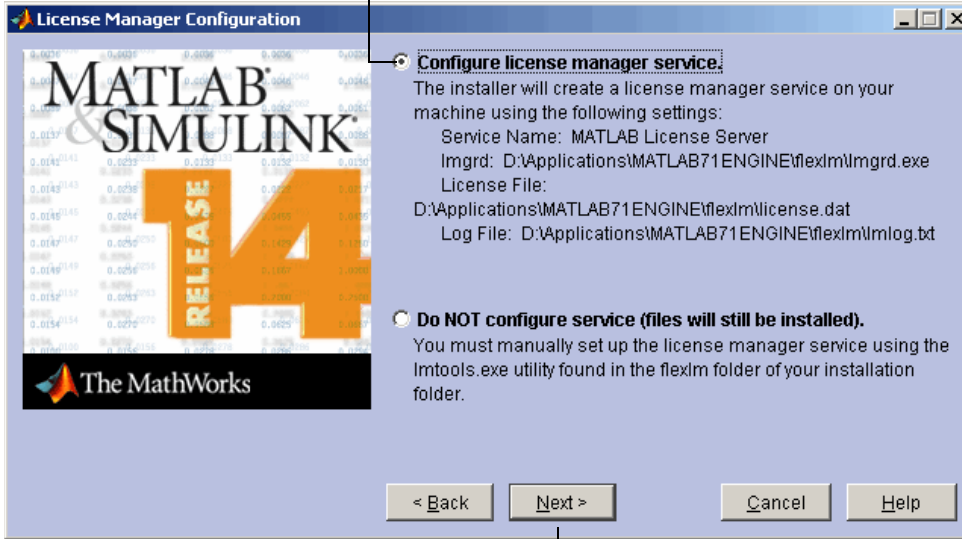 License Manager Configuration
MATLAB
&SIMULINK
RELEASE
14
The MathWorks
Configure license manager service.
The installer will create a license manager service on your
machine using the following settings:
Service Name: MATLAB License Server
lmgrd: D:\Applications\MATLAB71ENGINE\flexlm\lmgrd.exe
License File:
D:\Applications\MATLAB71ENGINE\flexlm\license.dat
Log File: D:\Applications\MATLAB71ENGINE\flexlm\lmlog.txt
Do NOT configure service (files will still be installed).
You must manually set up the license manager service using the
lmtools.exe utility found in the flexlm folder of your installation
folder.
< Back
Next >
Cancel
Help